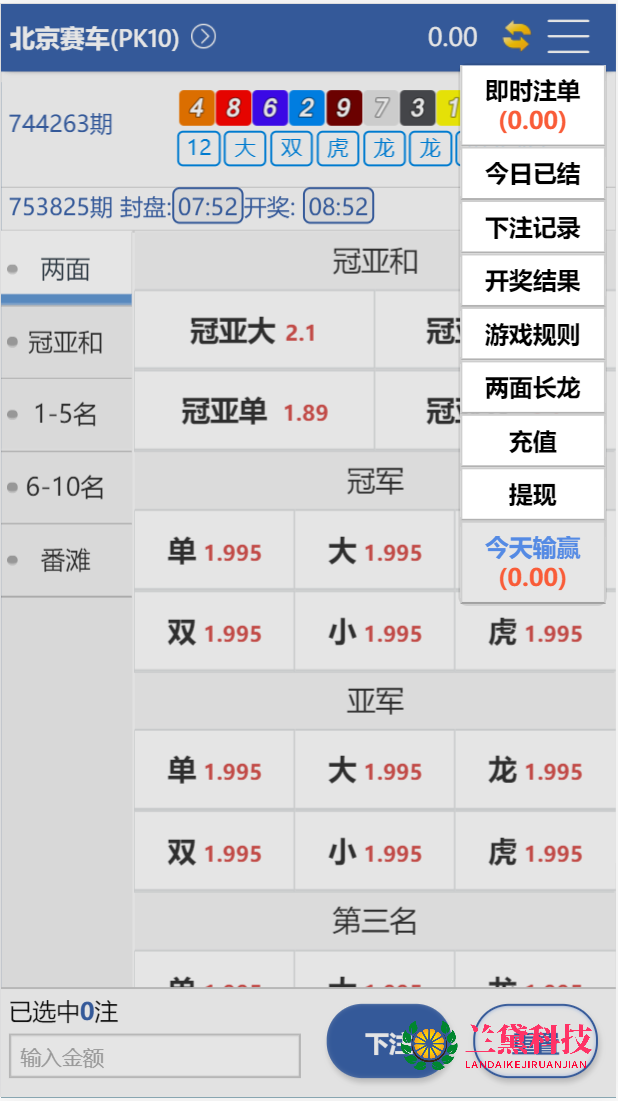 北京赛车(PK10) 0.00
744263期 4 8 6 2 9 7 3 1
12 大 双 虎 龙 龙
753825期 封盘:07:52开奖: 08:52
即时注单
(0.00)
今日已结
下注记录
开奖结果
游戏规则
两面长龙
充值
提现
今天输赢
(0.00)
两面
冠亚和
1-5名
6-10名
番滩
冠亚和
冠亚大 2.1 冠
冠亚单 1.89 冠
冠军
单 1.995 大 1.995
双 1.995 小 1.995 虎 1.995
亚军
单 1.995 大 1.995 龙 1.995
双 1.995 小 1.995 虎 1.995
第三名
已选中0注
输入金额
下注
兰黛科技
LANDAIKEJIRUANJIAN